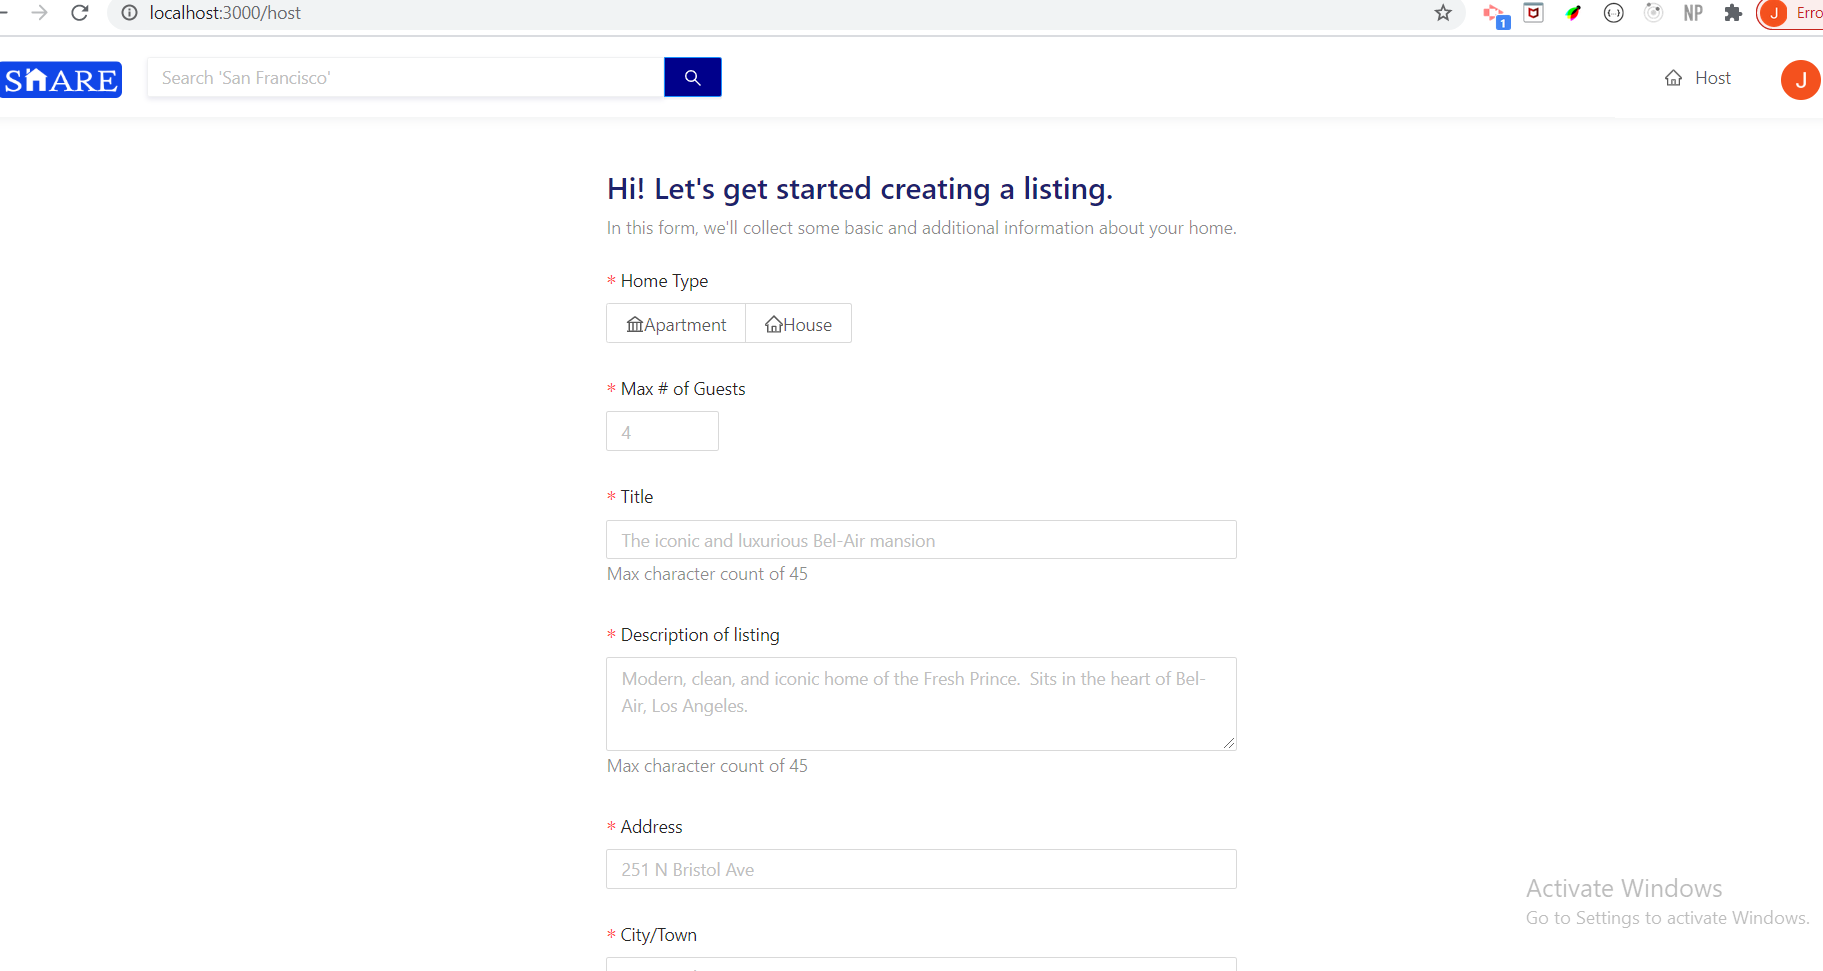 localhost:3000/host
1
NP
J
Erro
SHARE
Search 'San Francisco'
Host
J
Hi! Let's get started creating a listing.
In this form, we'll collect some basic and additional information about your home.
* Home Type
Apartment
House
* Max # of Guests
4
* Title
The iconic and luxurious Bel-Air mansion
Max character count of 45
* Description of listing
Modern, clean, and iconic home of the Fresh Prince. Sits in the heart of Bel-
Air, Los Angeles.
Max character count of 45
* Address
251 N Bristol Ave
* City/Town
Activate Windows
Go to Settings to activate Windows.